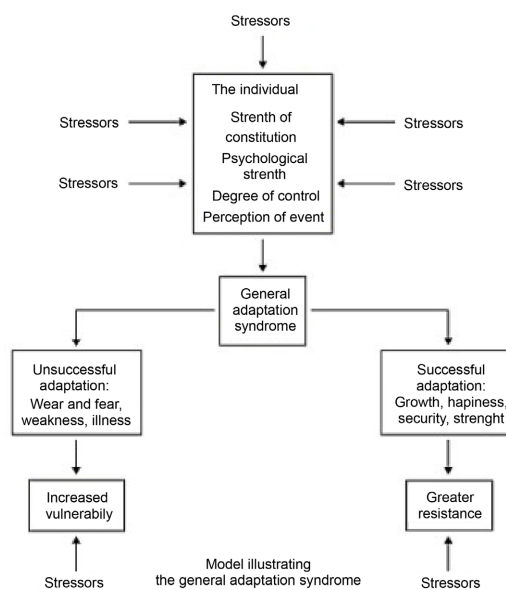 Stressors
The individual
Strenth of
constitution
Psychological
strenth
Degree of control
Perception of event
Stressors
Stressors
Stressors
Stressors
General
adaptation
syndrome
Unsuccessful
adaptation:
Wear and fear,
weakness, illness
Successful
adaptation:
Growth, hapiness,
security, strenght
Increased
vulnerabily
Greater
resistance
Stressors
Model illustrating
the general adaptation syndrome
Stressors